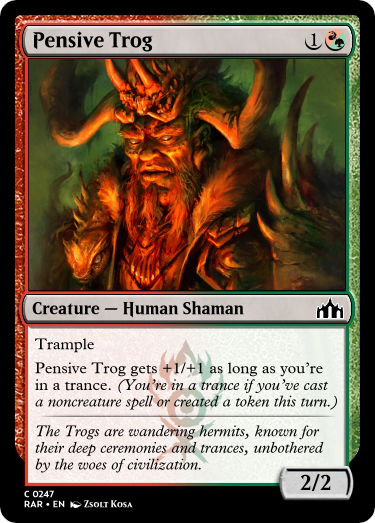 Pensive Trog 1
Creature — Human Shaman
Trample
Pensive Trog gets +1/+1 as long as you're
in a trance. (You're in a trance if you've cast
a noncreature spell or created a token this turn.)
The Trogs are wandering hermits, known for
their deep ceremonies and trances, unbothered
by the woes of civilization.
2/2
C 0247
RAR • EN Zsolt Kosa